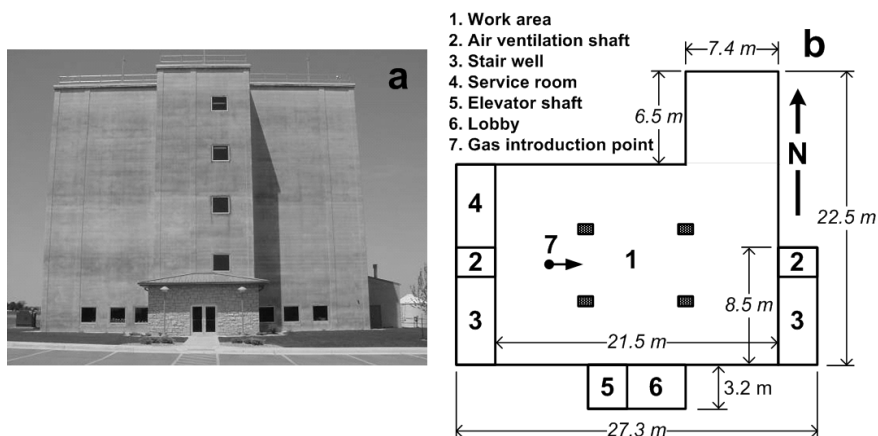 a
1. Work area
2. Air ventilation shaft
3. Stair well
4. Service room
5. Elevator shaft
6. Lobby
7. Gas introduction point
b
7.4 m
6.5 m
N
22.5 m
4
7
1
2
2
8.5 m
3
3
21.5 m
5
6
3.2 m
27.3 m